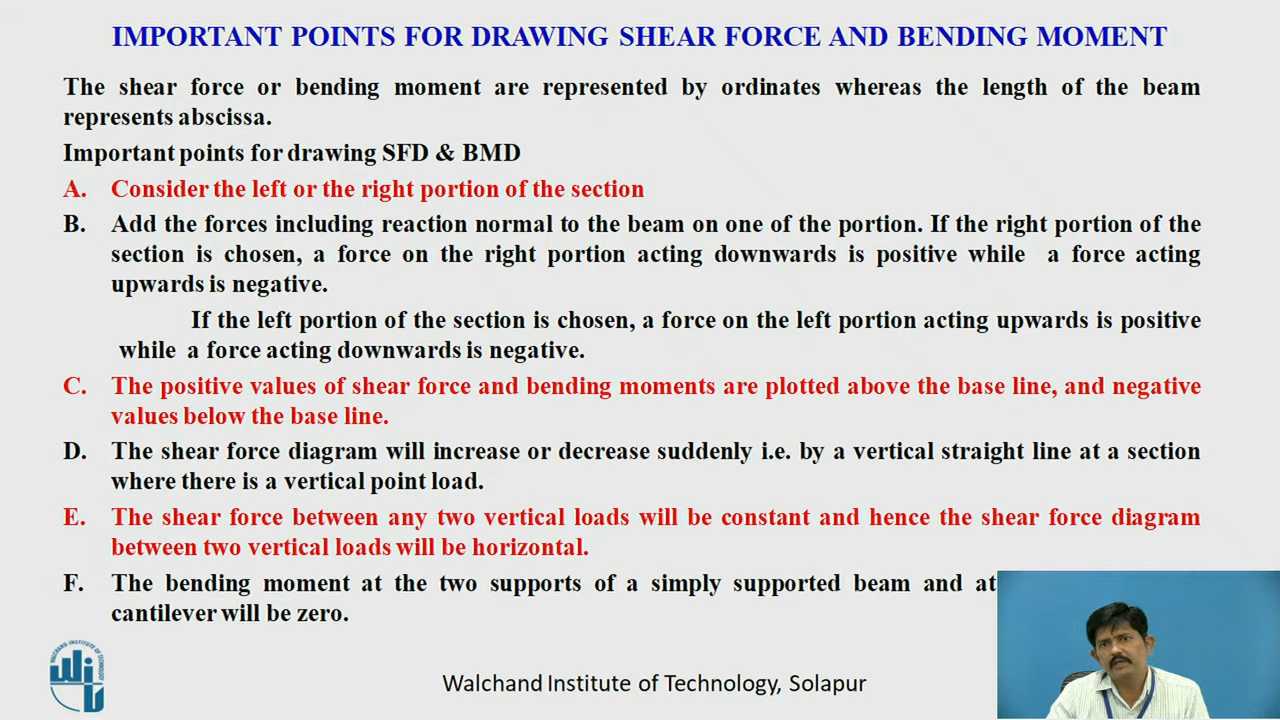 IMPORTANT POINTS FOR DRAWING SHEAR FORCE AND BENDING MOMENT
The shear force or bending moment are represented by ordinates whereas the length of the beam
represents abscissa.
Important points for drawing SFD & BMD
A. Consider the left or the right portion of the section
B. Add the forces including reaction normal to the beam on one of the portion. If the right portion of the
section is chosen, a force on the right portion acting downwards is positive while a force acting
upwards is negative.
If the left portion of the section is chosen, a force on the left portion acting upwards is positive
while a force acting downwards is negative.
C. The positive values of shear force and bending moments are plotted above the base line, and negative
values below the base line.
D. The shear force diagram will increase or decrease suddenly i.e. by a vertical straight line at a section
where there is a vertical point load.
E. The shear force between any two vertical loads will be constant and hence the shear force diagram
between two vertical loads will be horizontal.
F. The bending moment at the two supports of a simply supported beam and at
cantilever will be zero.
WALCHAND INSTITUTE OF TECHNOLOGY
Walchand Institute of Technology, Solapur